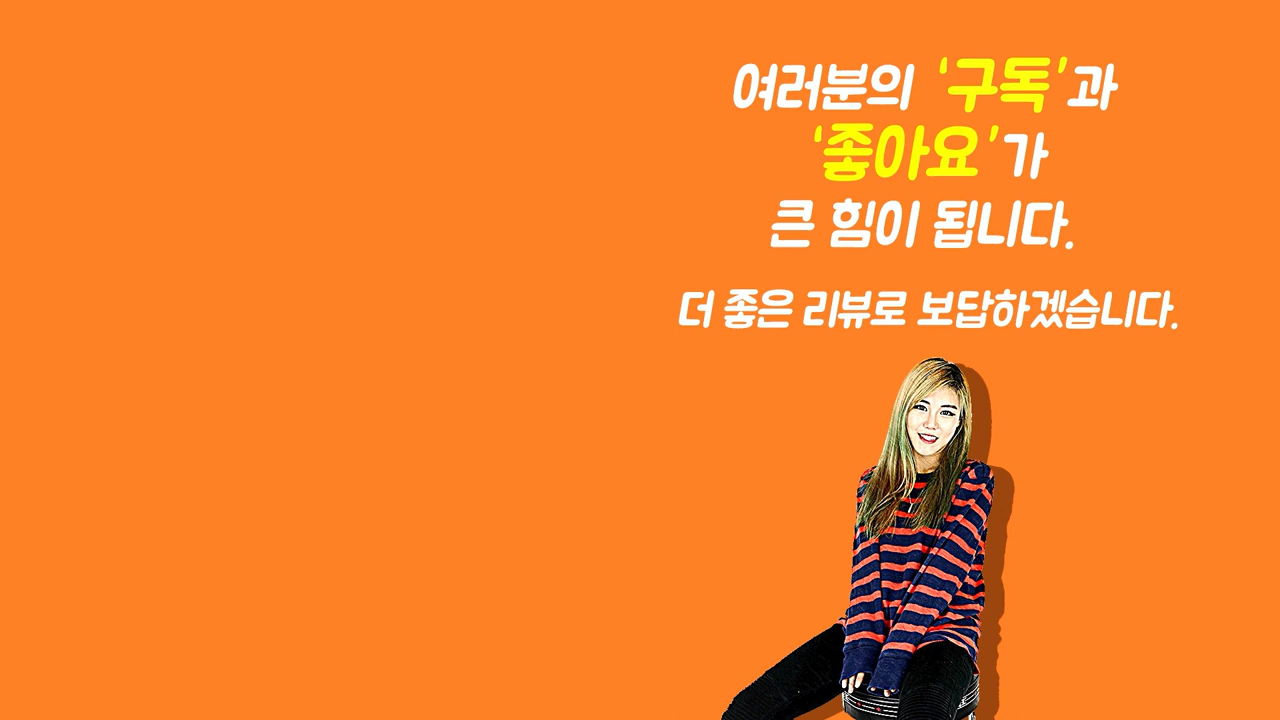 여러분의 '구독'과
'좋아요'가
큰 힘이 됩니다.
더 좋은 리뷰로 보답하겠습니다.